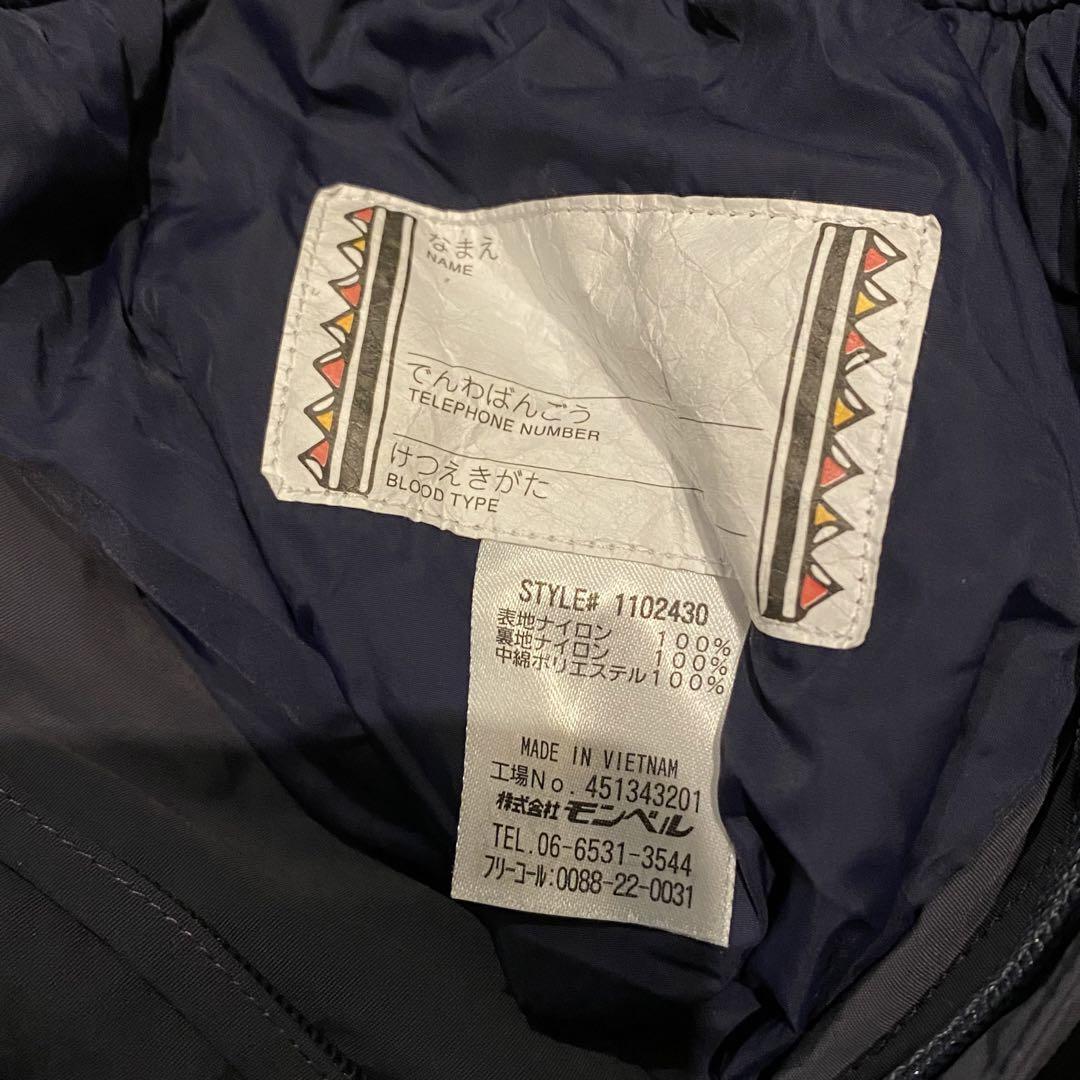 なまえ
NAME
でんわばんごう
TELEPHONE NUMBER
けつえきがた
BLOOD TYPE
STYLE# 1102430
表地ナイロン 100%
裏地ナイロン 100%
中綿ポリエステル100%
MADE IN VIETNAM
工場No. 451343201
株式会社 モンベル
TEL.06-6531-3544
フリーコール:0088-22-0031